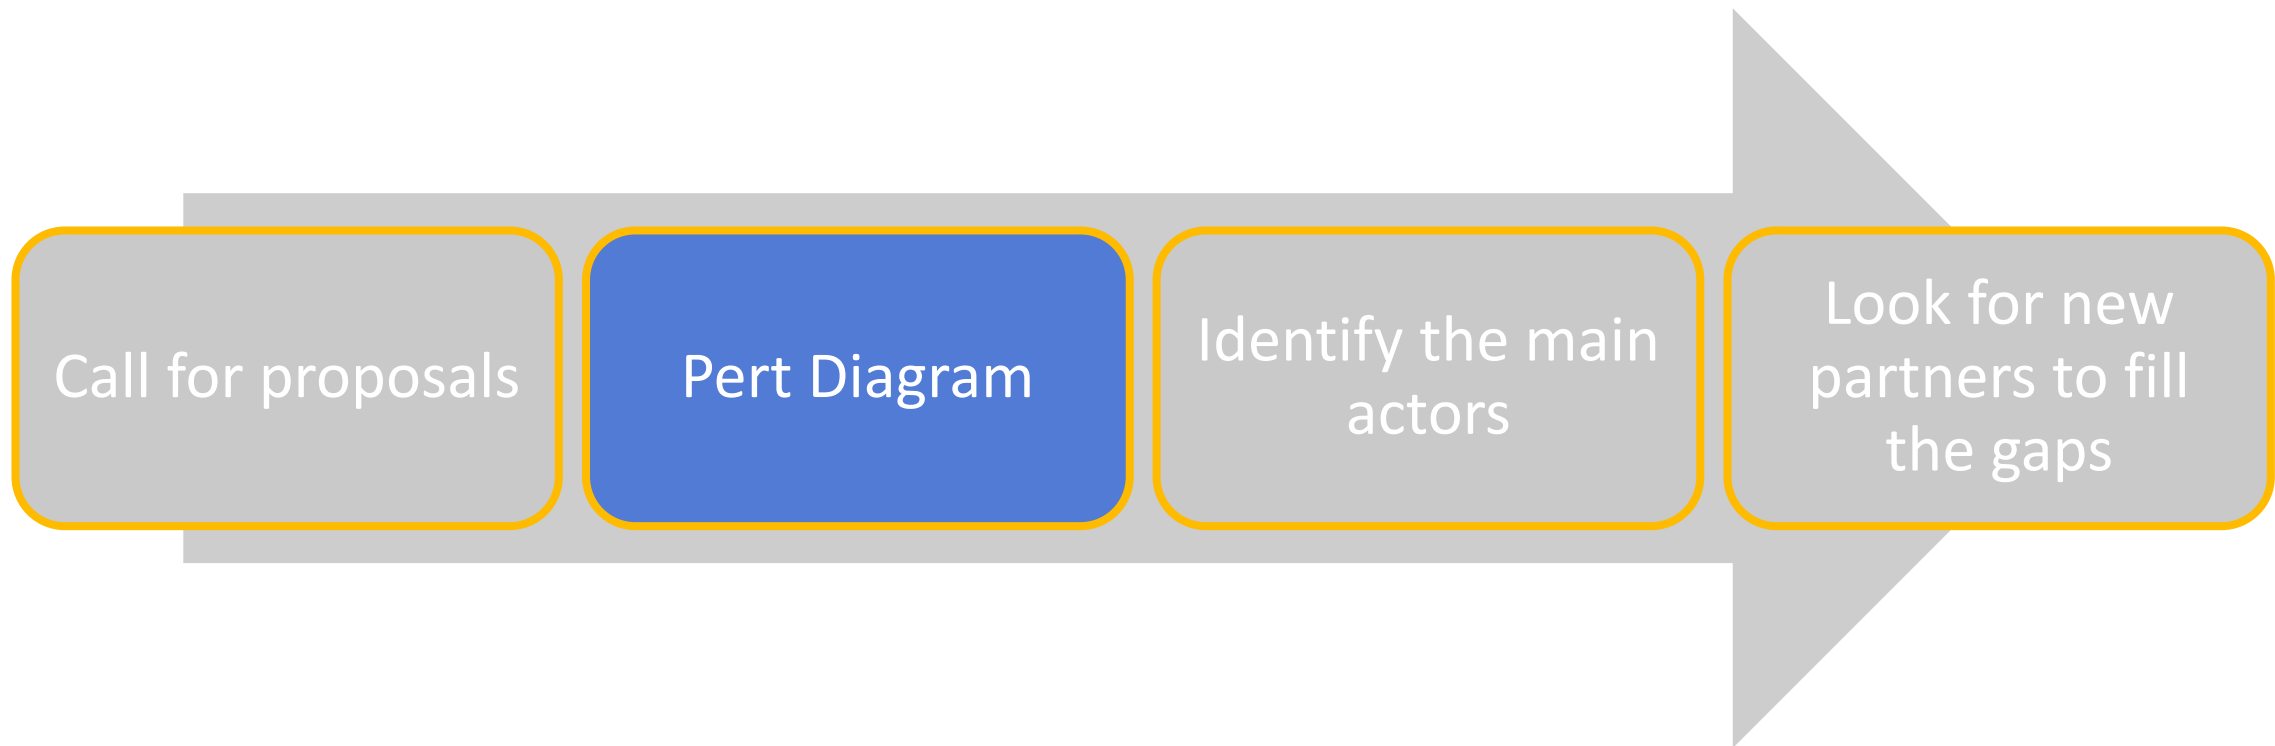 Call for proposals
Pert Diagram
Identify the main
actors
Look for new
partners to fill
the gaps